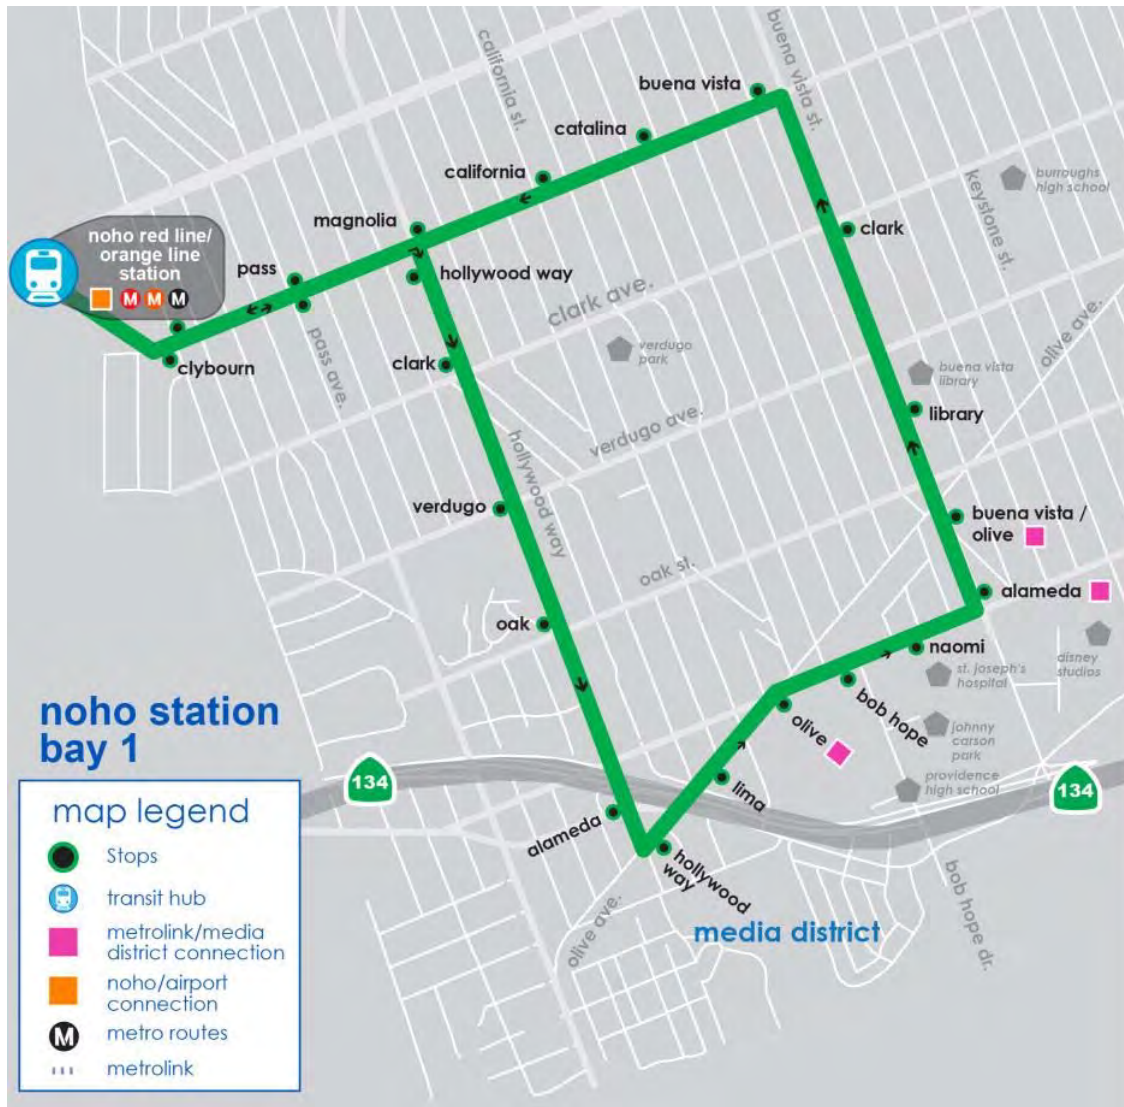 california st.
buena vista st.
buena vista
catalina
california
magnolia
keystone st.
burroughs
high school
noho red line/
orange line
station
M M M
pass
hollywood way
clark
clark ave.
olive ave.
clybourn
pass ave.
clark
verdugo
park
buena vista
library
library
hollywood way
verdugo ave.
verdugo
buena vista /
olive
oak st.
alameda
oak
naomi
disney
studios
st. joseph's
hospital
bob hope
olive
johnny
carson
park
noho station
bay 1
134
lima
providence
high school
134
alameda
hollywood
way
olive ave.
media district
bob hope dr.
map legend
Stops
transit hub
metrolink/media
district connection
noho/airport
connection
M
metro routes
metrolink